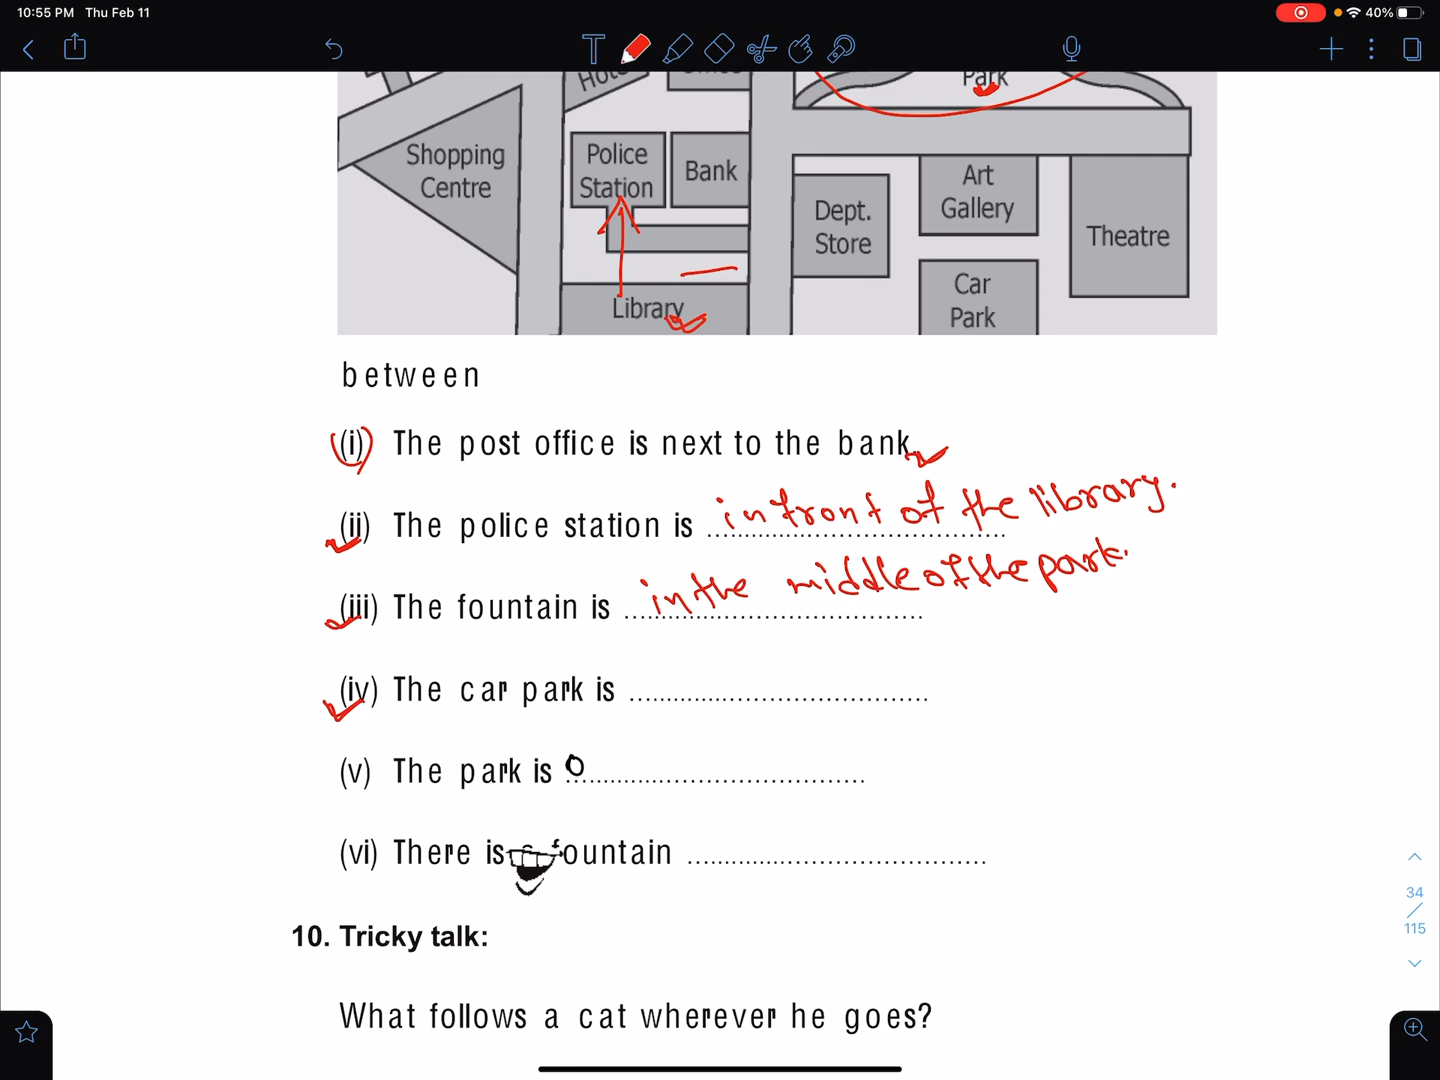 10:55 PM Thu Feb 11
40%
Park
Shopping
Centre
Police
Station
Bank
Dept.
Store
Art
Gallery
Theatre
Car
Park
Library
between
(i) The post office is next to the bank.
(ii) The police station is in front of the library.
(iii) The fountain is in the middle of the park.
(iv) The car park is ....................................
(v) The park is ....................................
(vi) There is fountain ....................................
10. Tricky talk:
What follows a cat wherever he goes?
34
/
115